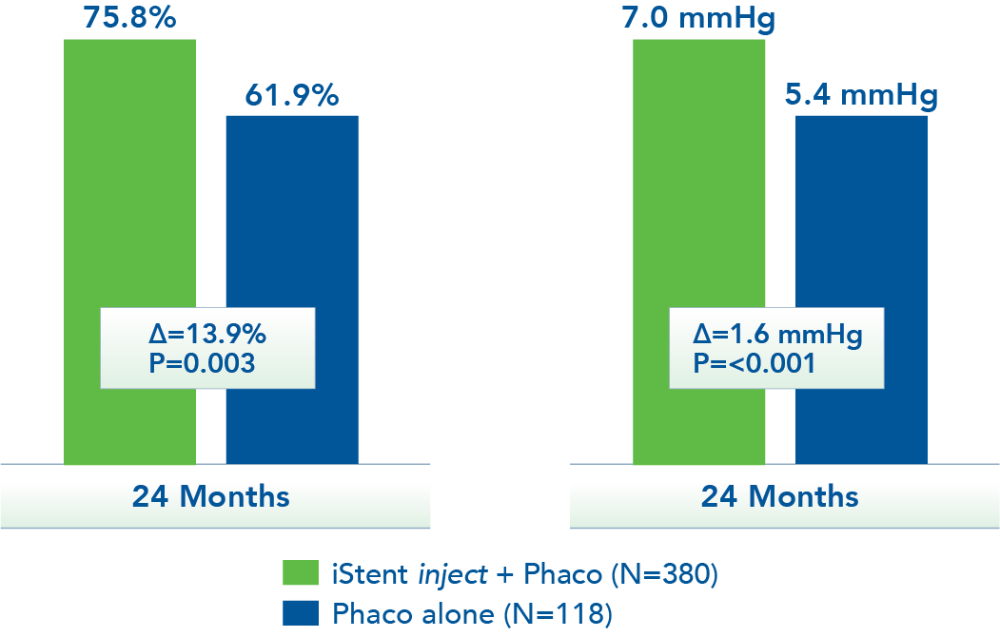 75.8%
61.9%
Δ=13.9%
P=0.003
24 Months
7.0 mmHg
5.4 mmHg
Δ=1.6 mmHg
P=<0.001
24 Months
iStent inject + Phaco (N=380)
Phaco alone (N=118)